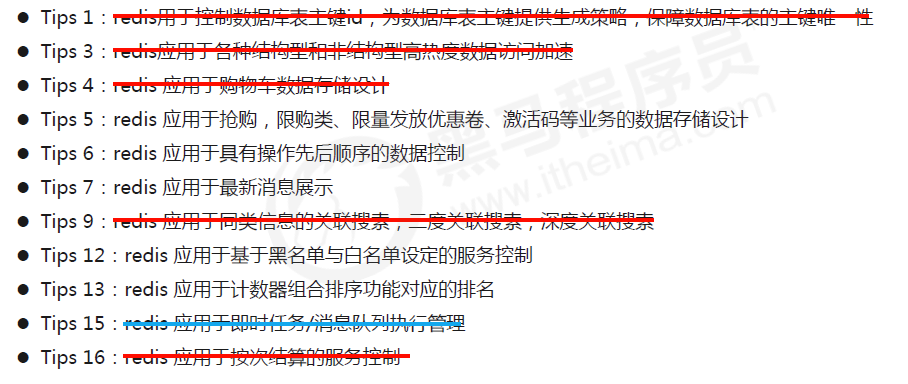 ● Tips 1：redis用于控制数据库表主键id，为数据库表主键提供生成策略，保障数据库表的主键唯一性
● Tips 3：redis应用于各种结构型和非结构型高热度数据访问加速
● Tips 4：redis 应用于购物车数据存储设计
● Tips 5：redis 应用于抢购，限购类、限量发放优惠卷、激活码等业务的数据存储设计
● Tips 6：redis 应用于具有操作先后顺序的数据控制
● Tips 7：redis 应用于最新消息展示
● Tips 9：redis 应用于同类信息的关联搜索，二度关联搜索，深度关联搜索
● Tips 12：redis 应用于基于黑名单与白名单设定的服务控制
● Tips 13：redis 应用于计数器组合排序功能对应的排名
● Tips 15：redis 应用于即时任务/消息队列执行管理
● Tips 16：redis 应用于按次结算的服务控制
黑马程序员
www.itheima.com